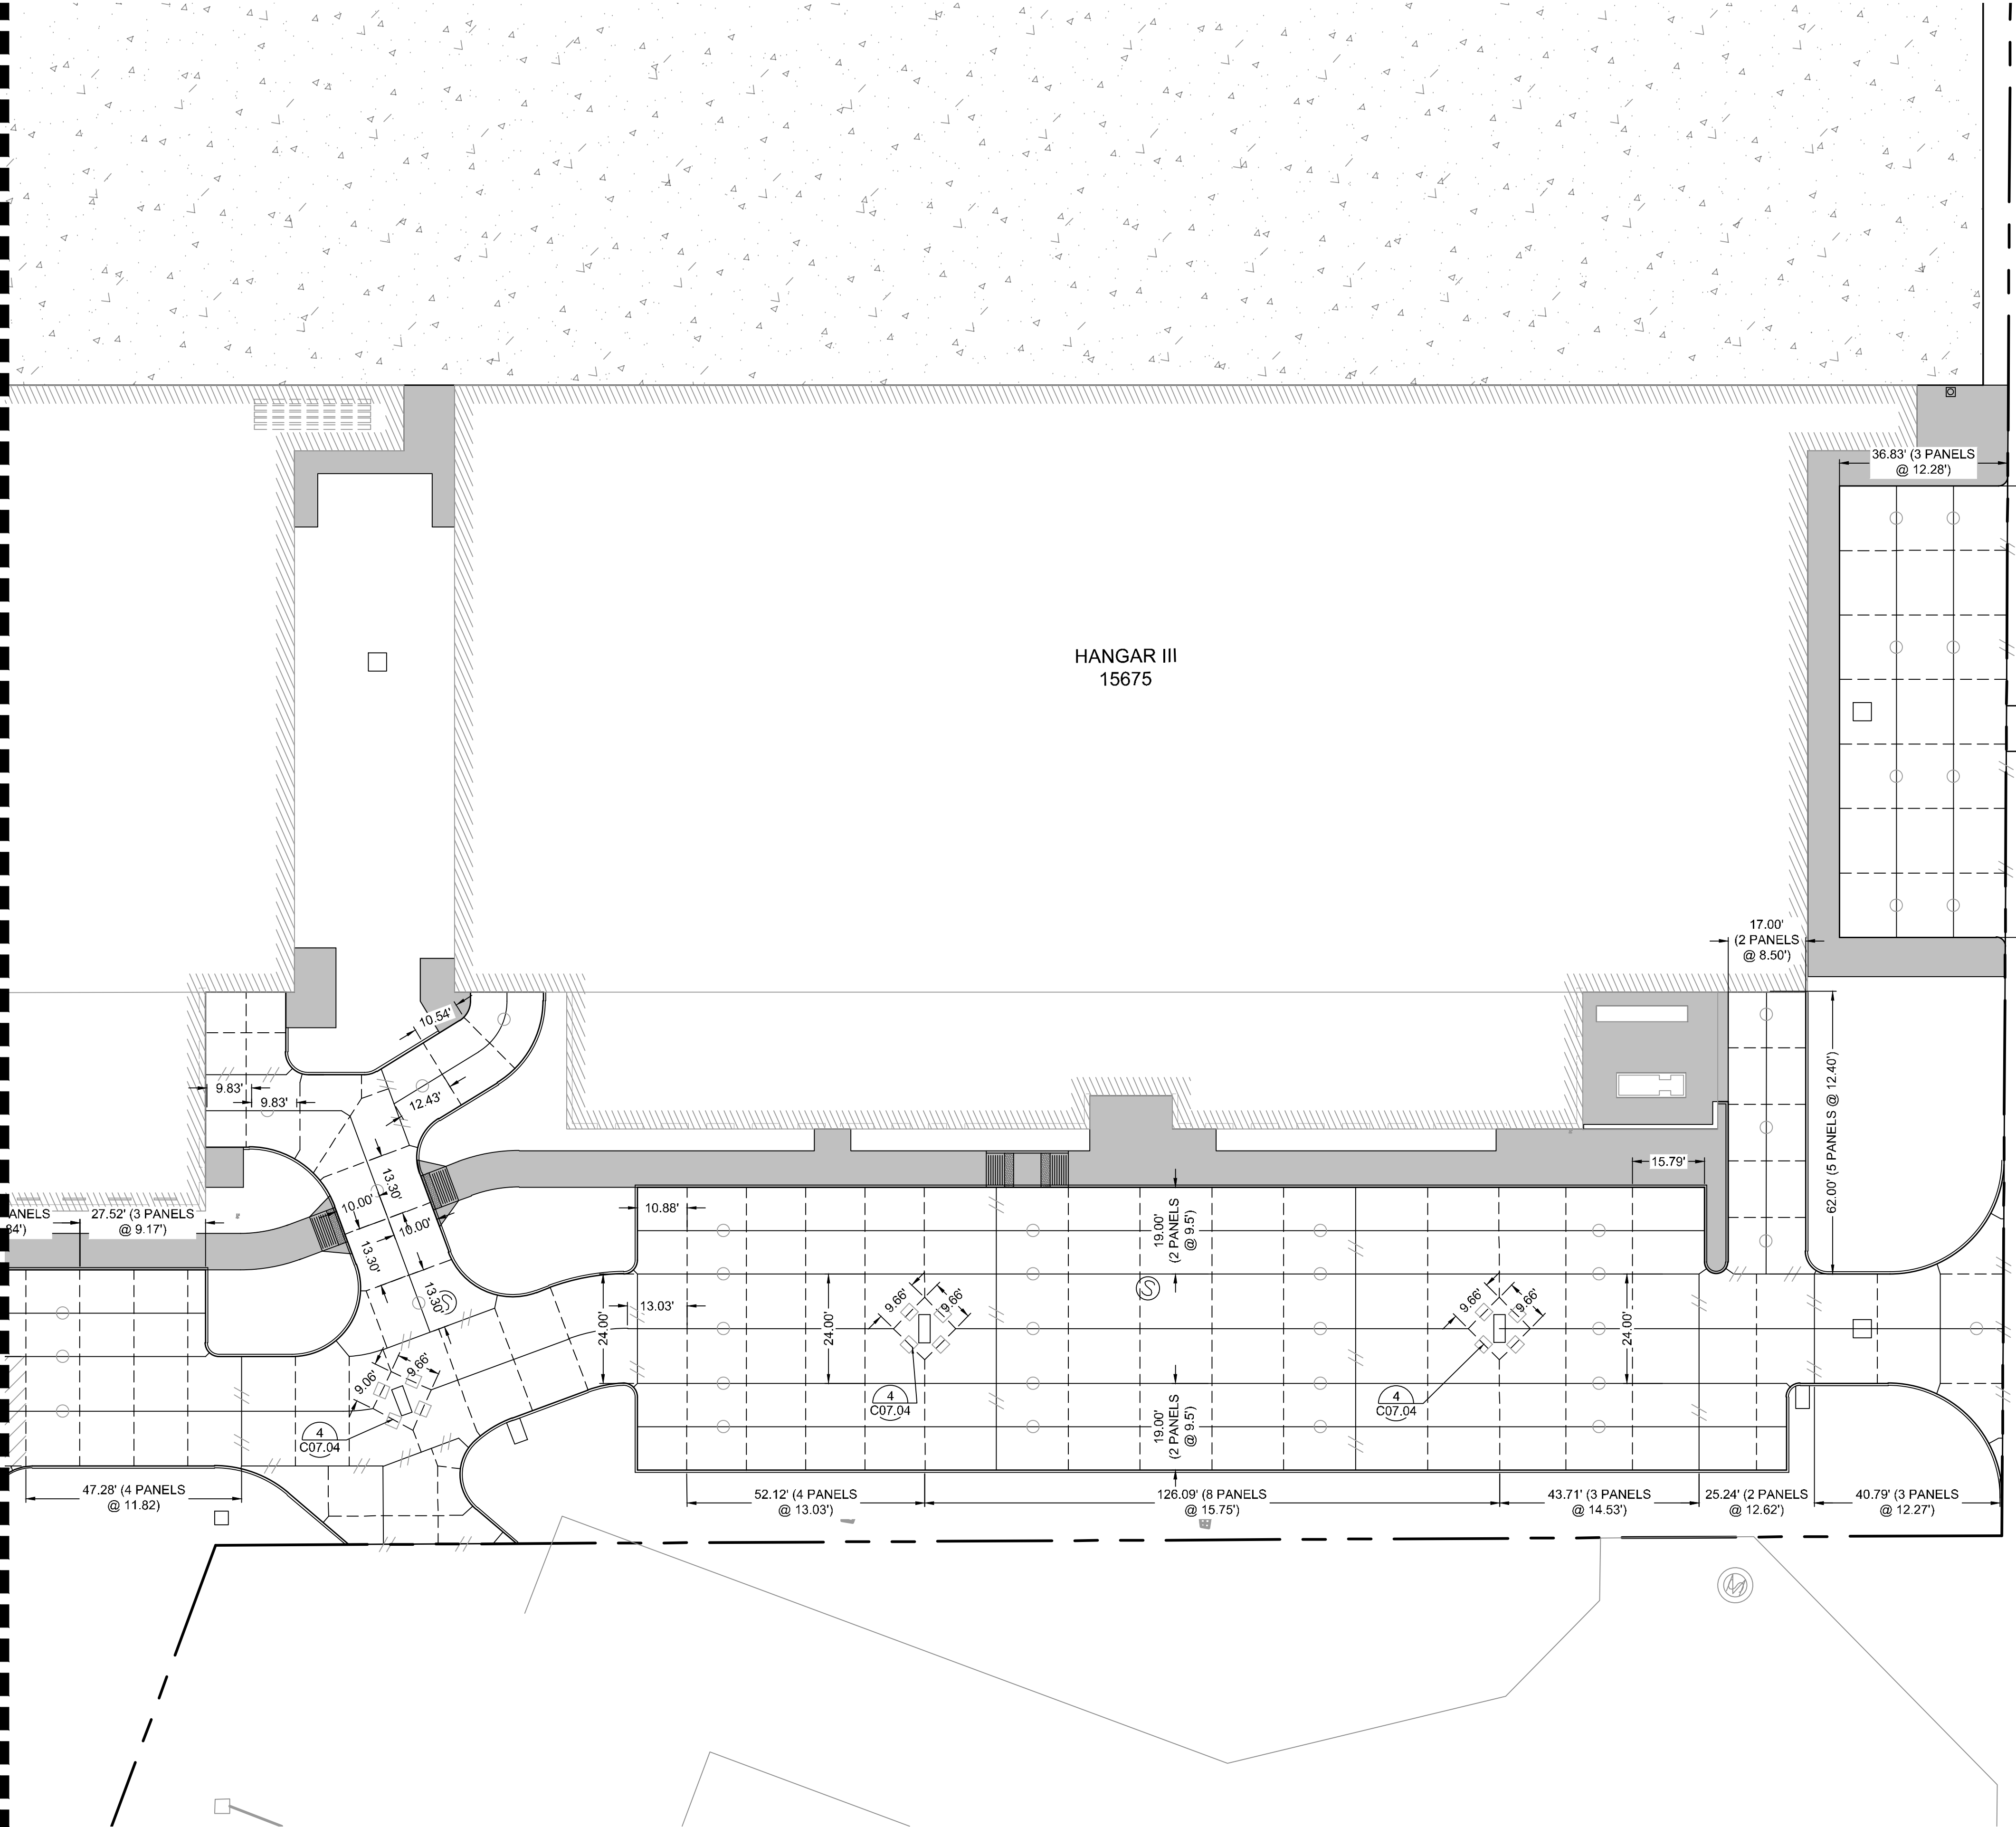 36.83' (3 PANELS
@ 12.28')
HANGAR III
15675
17.00'
(2 PANELS
@ 8.50')
10.54'
9.83'
9.83'
12.43'
62.00' (5 PANELS @ 12.40')
13.30'
10.00'
10.00'
13.30'
13.30'
15.79'
27.52' (3 PANELS
@ 9.17')
10.88'
19.00'
(2 PANELS
@ 9.5')
13.03'
24.00'
24.00'
9.66'
9.66'
9.66'
9.66'
24.00'
9.06'
9.66'
4
C07.04
4
C07.04
4
C07.04
19.00'
(2 PANELS
@ 9.5')
47.28' (4 PANELS
@ 11.82)
52.12' (4 PANELS
@ 13.03')
126.09' (8 PANELS
@ 15.75')
43.71' (3 PANELS
@ 14.53')
25.24' (2 PANELS
@ 12.62')
40.79' (3 PANELS
@ 12.27')